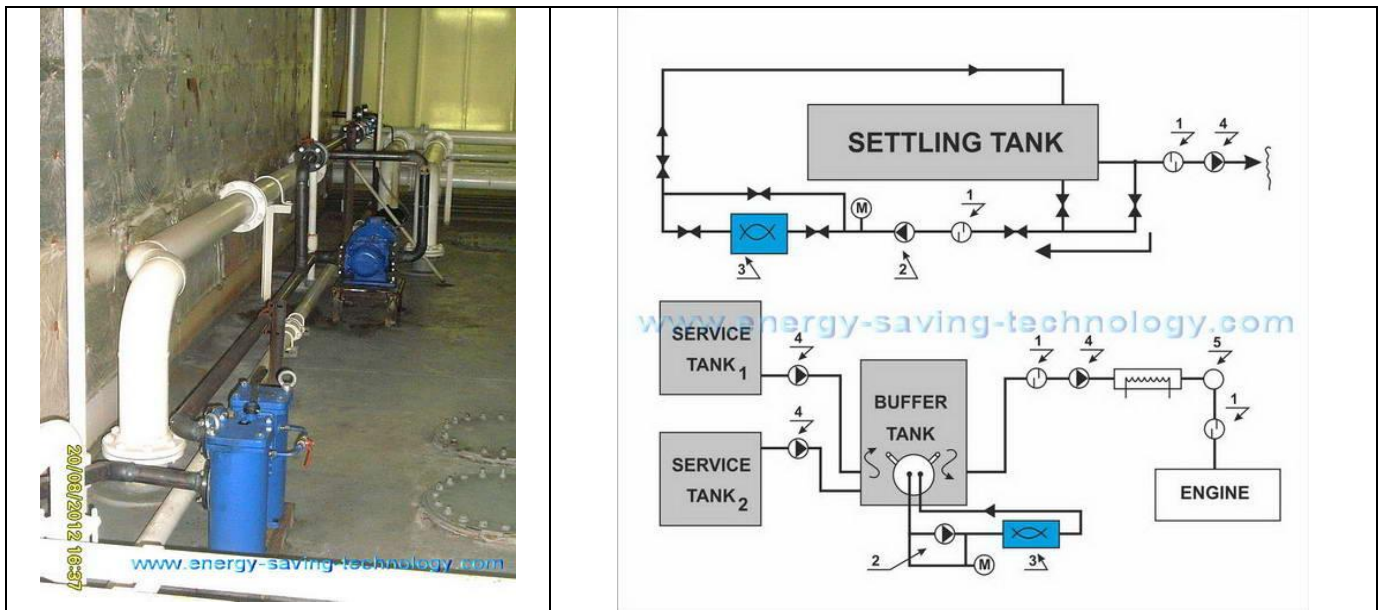 20/08/2012 16:37
www.energy-saving-technology.com
SETTLING TANK
1
4
M
1
3
2
www.energy-saving-technology.com
SERVICE
TANK1
4
BUFFER
TANK
1
4
5
1
4
SERVICE
TANK2
ENGINE
2
3
M